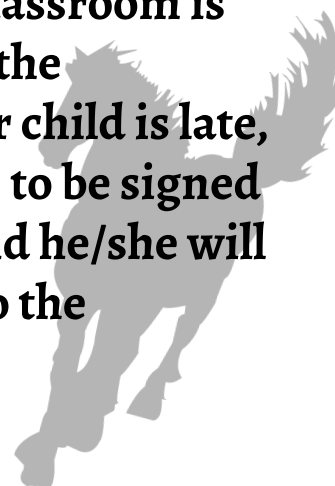 assroom is
the
r child is late,
to be signed
d he/she will
o the